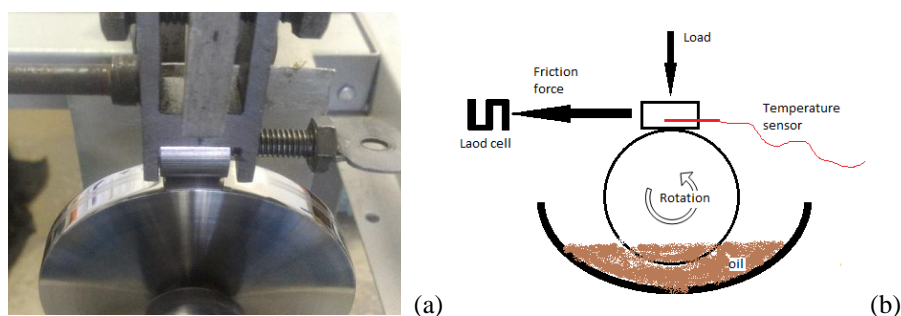 Load
Friction
force
Temperature
sensor
Laod cell
Rotation
oil
(a)
(b)